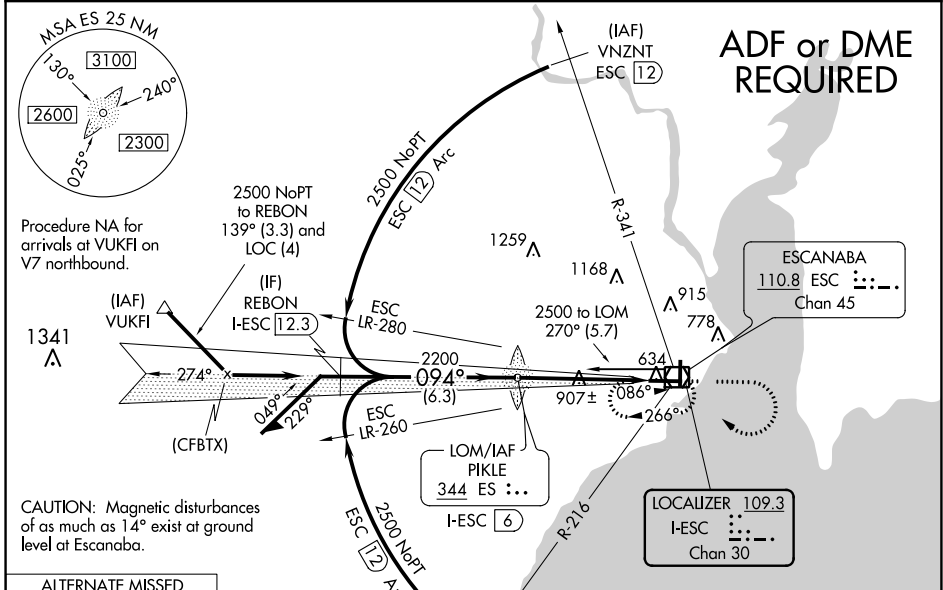 MSA ES 25 NM
3100
130°
240°
2600
2300
025°
(IAF)
VNZNT
ESC 12
ADF or DME
REQUIRED
2500 NoPT
ESC 12 Arc
R-341
2500 NoPT
to REBON
139° (3.3) and
LOC (4)
Procedure NA for
arrivals at VUKFI on
V7 northbound.
(IAF)
VUKFI
(IF)
REBON
I-ESC 12.3
1259
1168
915
778
ESCANABA
110.8 ESC
Chan 45
1341
ESC
LR-280
2500 to LOM
270° (5.7)
634
274°
2200
094°
(6.3)
907±
086°
266°
049°
229°
(CFBTX)
ESC
LR-260
LOM/IAF
PIKLE
344 ES
I-ESC 6
R-216
LOCALIZER 109.3
I-ESC
Chan 30
CAUTION: Magnetic disturbances
of as much as 14° exist at ground
level at Escanaba.
2500 NoPT
ESC 12 A
ALTERNATE MISSED